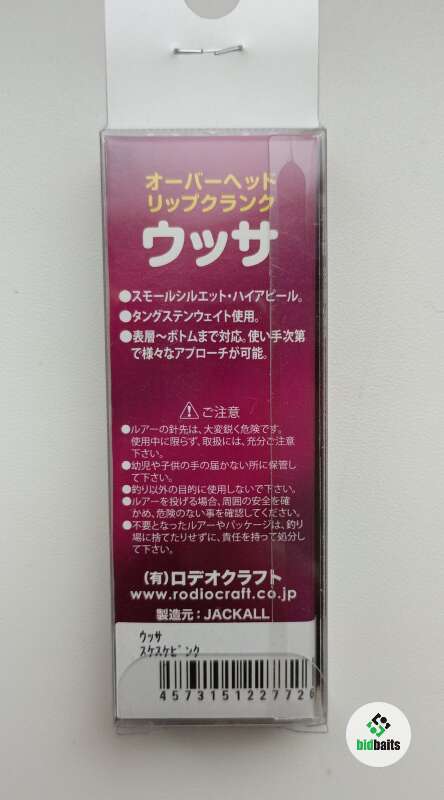 オーバーヘッド
リップクランク
ウッサ
●スモールシルエット・ハイアピール。
●タングステンウェイト使用。
●表層〜ボトムまで対応。使い手次第
で様々なアプローチが可能。
ご注意
●ルアーの針先は、大変鋭く危険です。
使用中に限らず、取扱には、充分ご注意
下さい。
●幼児や子供の手の届かない所に保管し
て下さい。
●釣り以外の目的に使用しないで下さい。
●ルアーを投げる場合、周囲の安全を確
かめ、危険のない事を確認してください。
●不要となったルアーやパッケージは、釣り
場に捨てたりせずに、責任を持って処分し
て下さい。
(有)ロデオクラフト
www.rodiocraft.co.jp
製造元：JACKALL
ウッサ
スケスケピンク
4573151227726
bidbaits